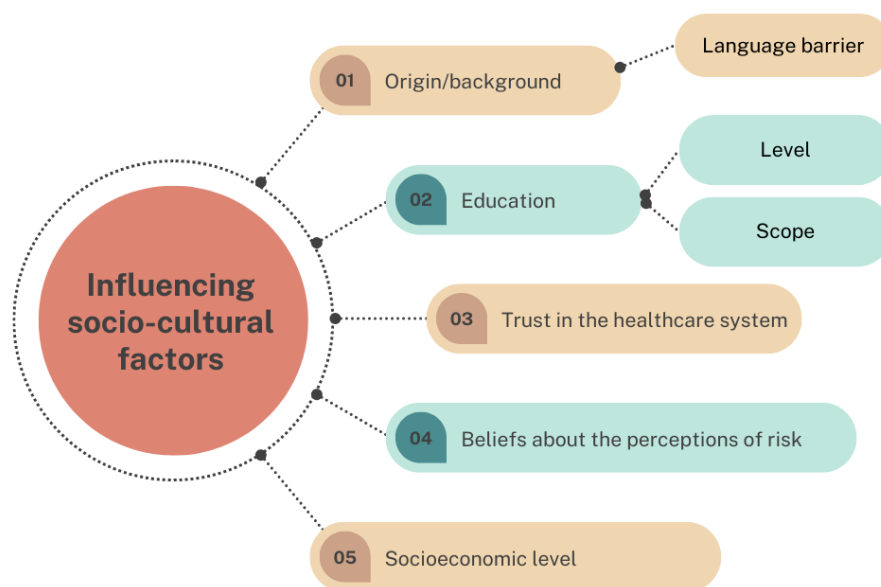 Influencing
socio-cultural
factors
01 Origin/background
Language barrier
02 Education
Level
Scope
03 Trust in the healthcare system
04 Beliefs about the perceptions of risk
05 Socioeconomic level